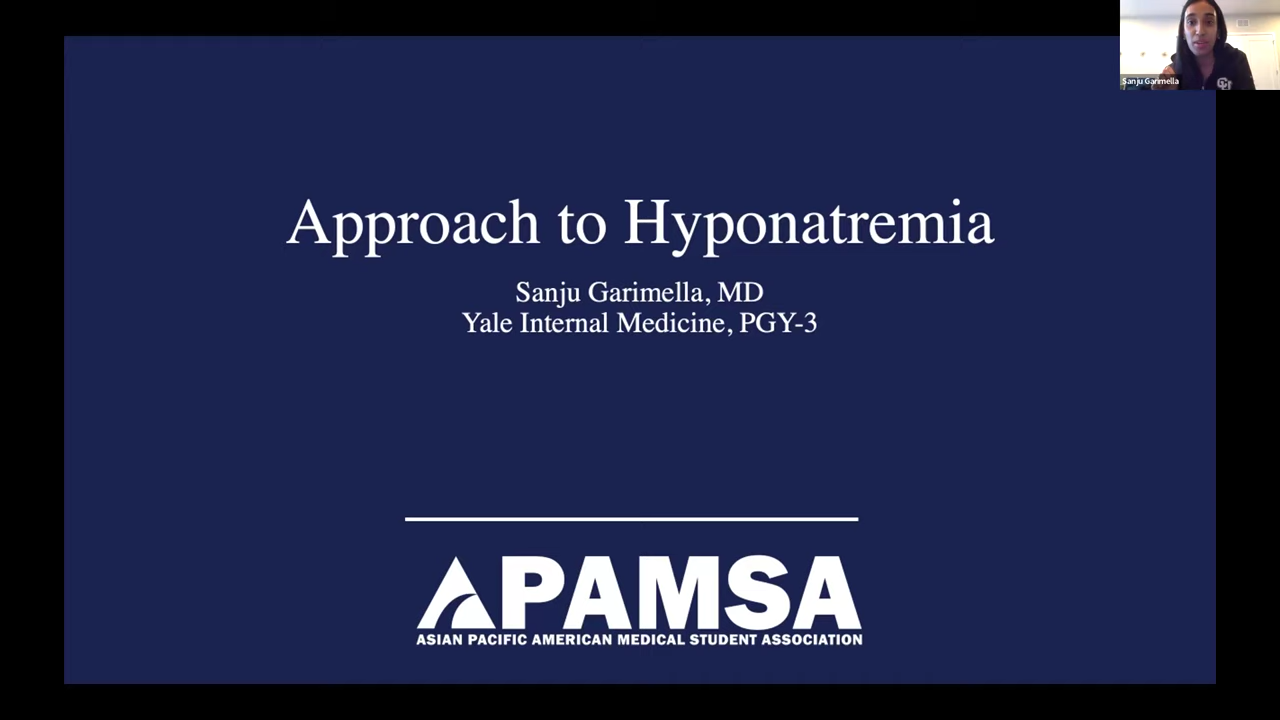 Sanju Garimella
Approach to Hyponatremia
Sanju Garimella, MD
Yale Internal Medicine, PGY-3
APAMSA
ASIAN PACIFIC AMERICAN MEDICAL STUDENT ASSOCIATION